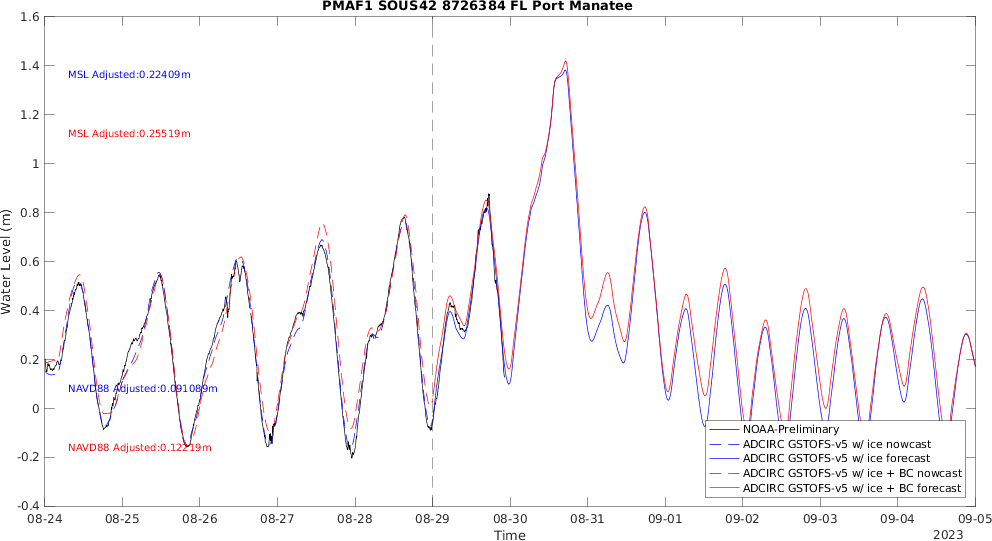 PMAF1 SOUS42 8726384 FL Port Manatee
1.6
1.4
1.2
1
0.8
0.6
0.4
0.2
0
-0.2
-0.4
Water Level (m)
MSL Adjusted:0.22409m
MSL Adjusted:0.25519m
NAVD88 Adjusted:0.091089m
NAVD88 Adjusted:0.12219m
NOAA-Preliminary
ADCIRC GSTOFS-v5 w/ ice nowcast
ADCIRC GSTOFS-v5 w/ ice forecast
ADCIRC GSTOFS-v5 w/ ice + BC nowcast
ADCIRC GSTOFS-v5 w/ ice + BC forecast
08-24 08-25 08-26 08-27 08-28 08-29 08-30 08-31 09-01 09-02 09-03 09-04 09-05
Time
2023